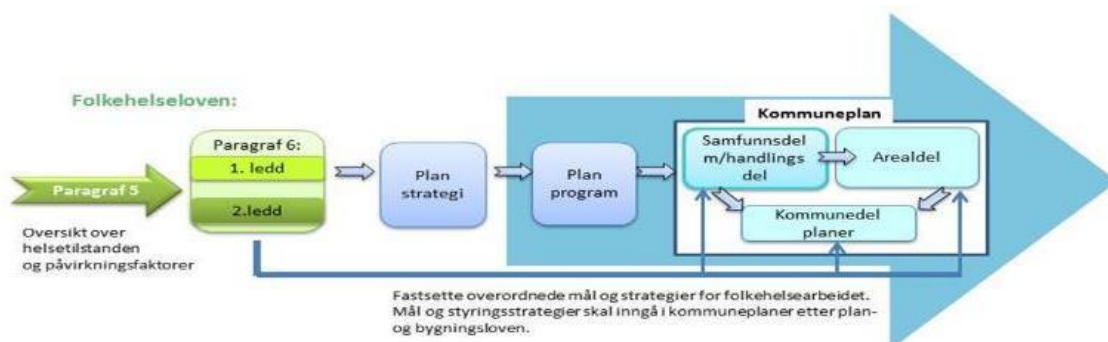 Folkehelseloven:
Paragraf 5
Oversikt over
helsetilstanden
og påvirkningsfaktorer
Paragraf 6:
1. ledd
2.ledd
Plan
strategi
Plan
program
Kommuneplan
Samfunnsdel
m/handlings
del
Arealdel
Kommunedel
planer
Fastsette overordnede mål og strategier for folkehelsearbeidet.
Mål og styringsstrategier skal inngå i kommuneplaner etter plan-
og bygningsloven.